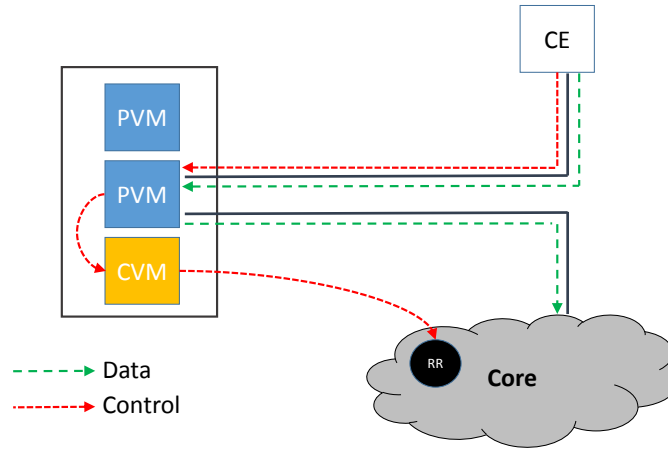 CE
PVM
PVM
CVM
RR
Core
Data
Control